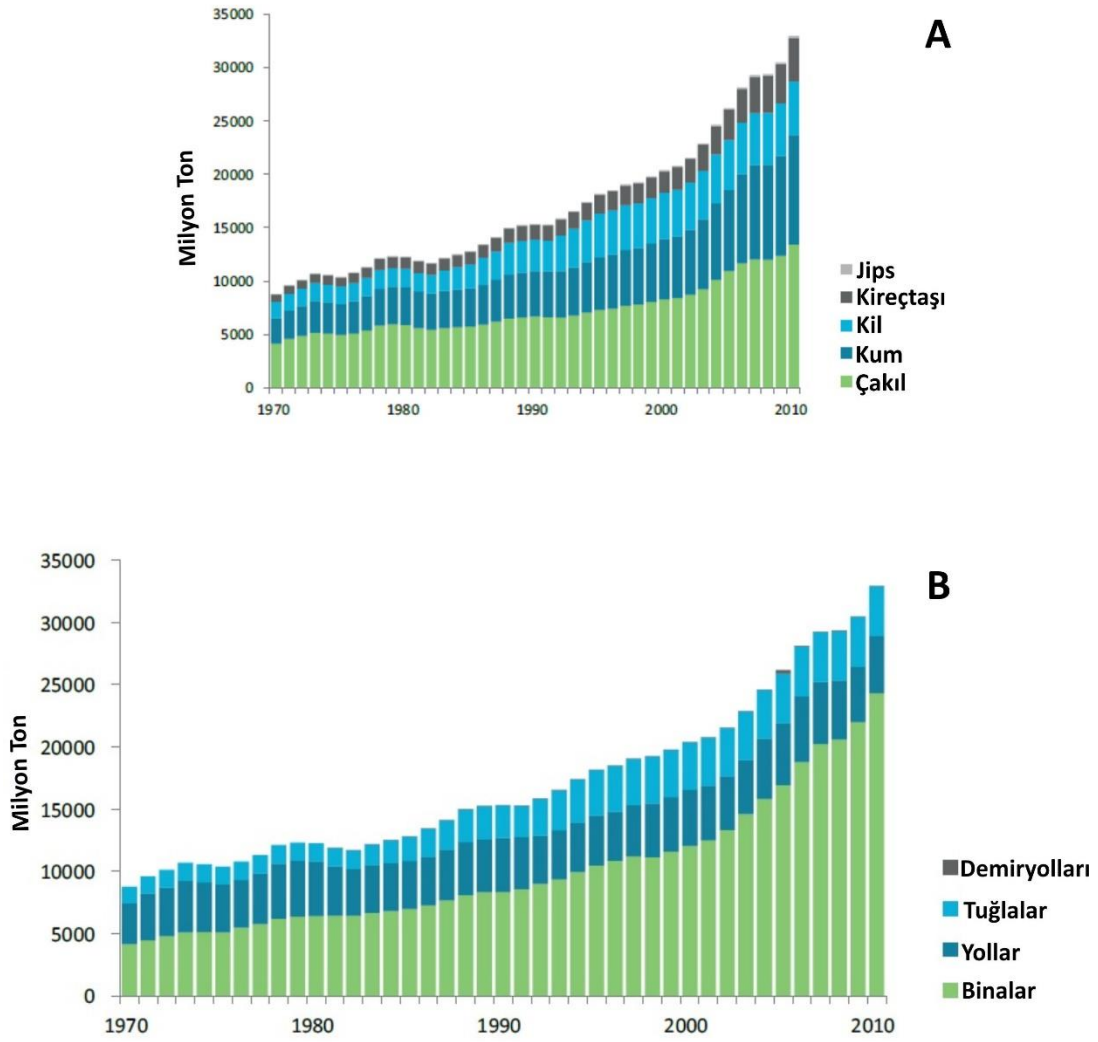 A
35000
30000
25000
20000
15000
10000
5000
0
Milyon Ton
1970
1980
1990
2000
2010
Jips
Kireçtaşı
Kil
Kum
Çakıl
B
35000
30000
25000
20000
15000
10000
5000
0
Milyon Ton
1970
1980
1990
2000
2010
Demiryolları
Tuğlalar
Yollar
Binalar